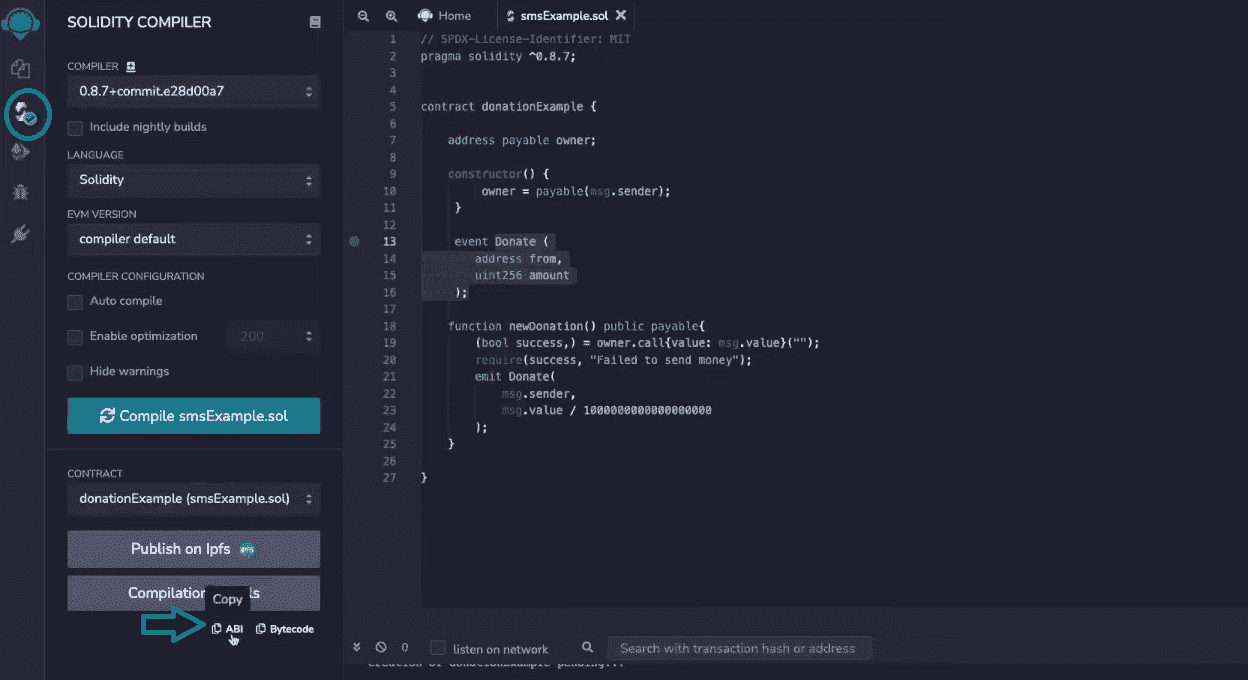 SOLIDITY COMPILER
COMPILER
0.8.7+commit.e28d00a7
Include nightly builds
LANGUAGE
Solidity
EVM VERSION
compiler default
COMPILER CONFIGURATION
Auto compile
Enable optimization
200
Hide warnings
Compile smsExample.sol
CONTRACT
donationExample (smsExample.sol)
Publish on Ipfs
Compilation
ls
Copy
ABI
Bytecode
Home
smsExample.sol
1 // SPDX-License-Identifier: MIT
2 pragma solidity ^0.8.7;
3
4
5 contract donationExample {
6
7 address payable owner;
8
9 constructor() {
10 owner = payable(msg.sender);
11 }
12
13 event Donate (
14 address from,
15 uint256 amount
16 );
17
18 function newDonation() public payable{
19 (bool success,) = owner.call{value: msg.value}("");
20 require(success, "Failed to send money");
21 emit Donate(
22 msg.sender,
23 msg.value / 1000000000000000000
24 );
25 }
26
27 }
0
listen on network
Search with transaction hash or address
creation of donationExample pending...